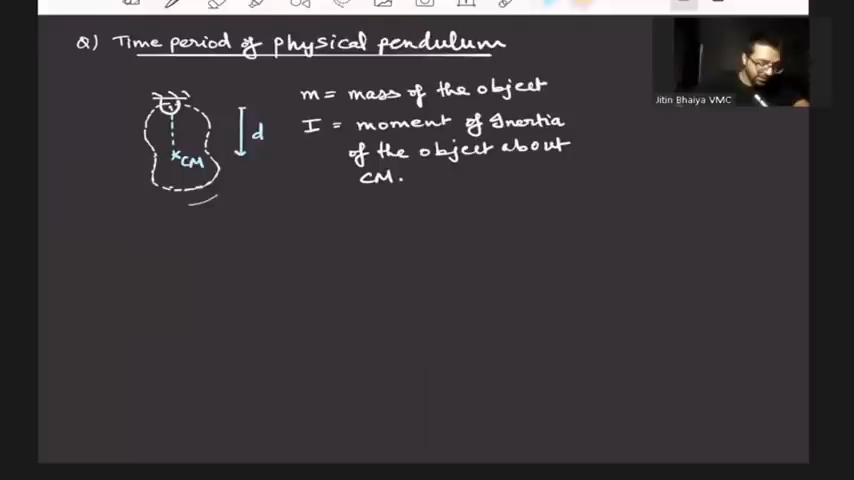 Q) Time period of physical pendulum
m = mass of the object
I = moment of Inertia
of the object about
CM.
d
CM
Jitin Bhaiya VMC